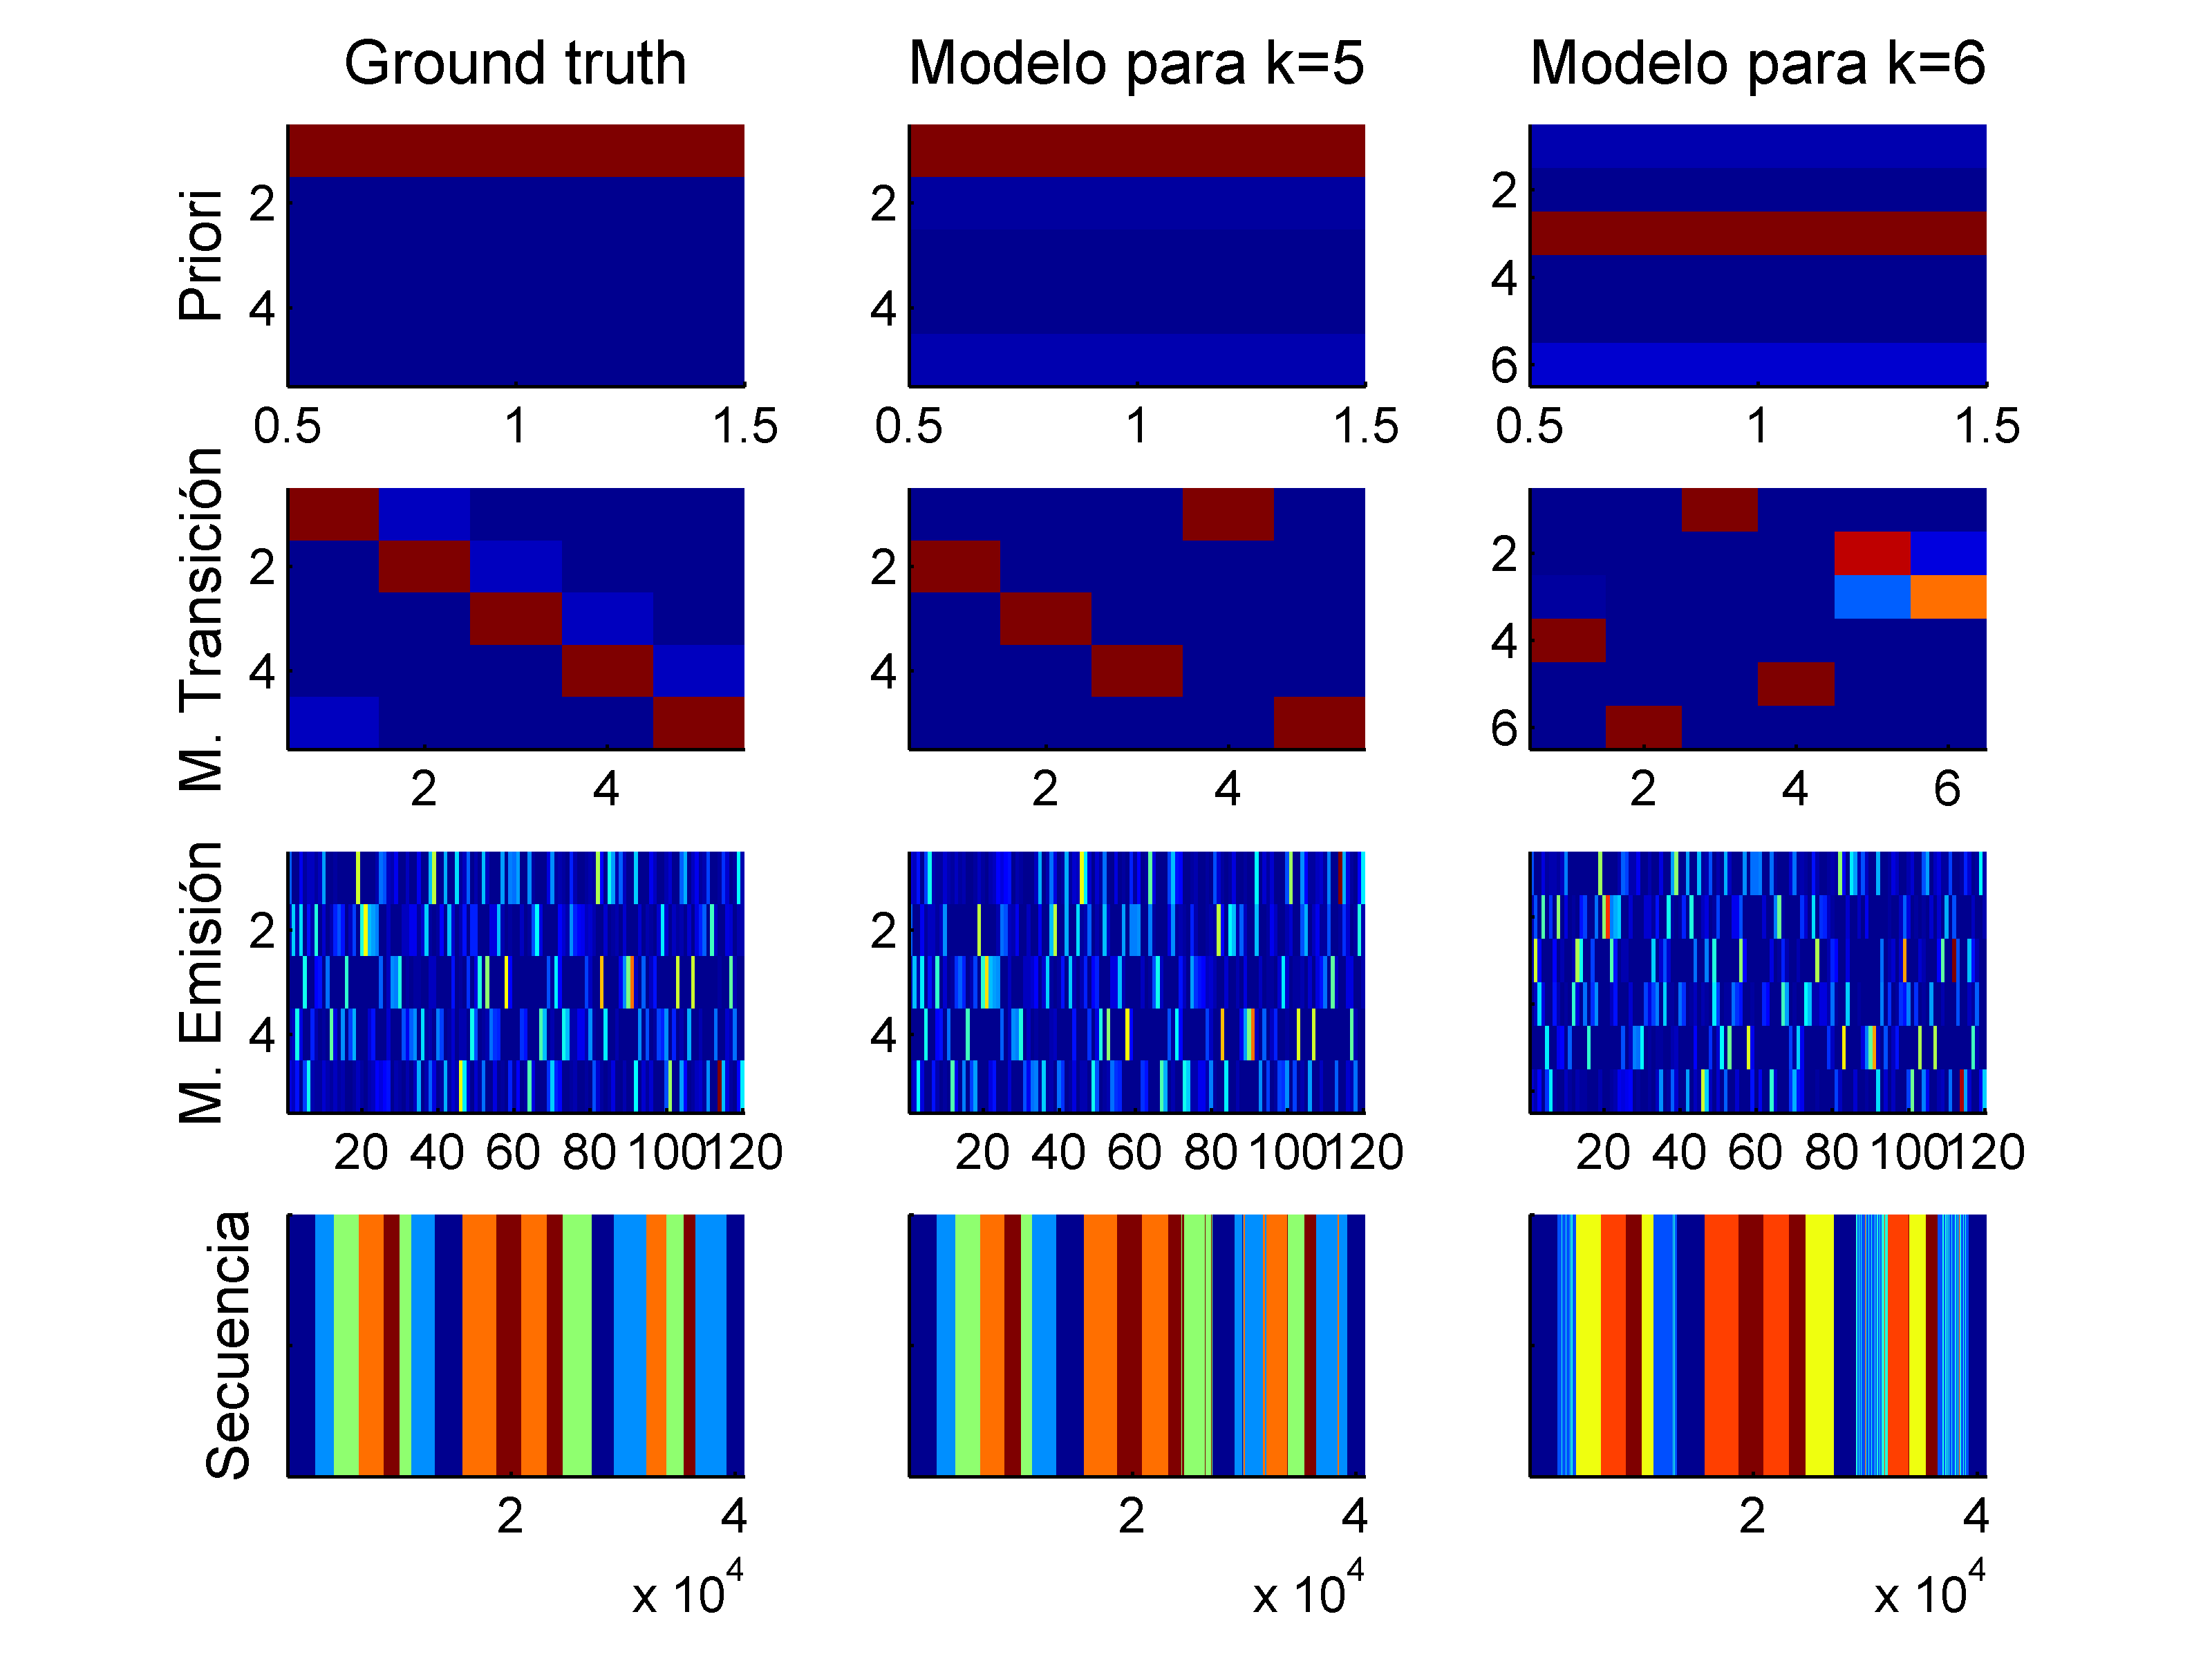 Ground truth Modelo para k=5 Modelo para k=6
Priori
2 4
2 4
2 4 6
0.5 1 1.5 0.5 1 1.5 0.5 1 1.5
M. Transición
2 4
2 4
2 4 6
2 4 2 4 2 4 6
M. Emisión
2 4
2 4
20 40 60 80 100 120 20 40 60 80 100 120 20 40 60 80 100 120
Secuencia
2 4 2 4 2 4
x 10^4 x 10^4 x 10^4